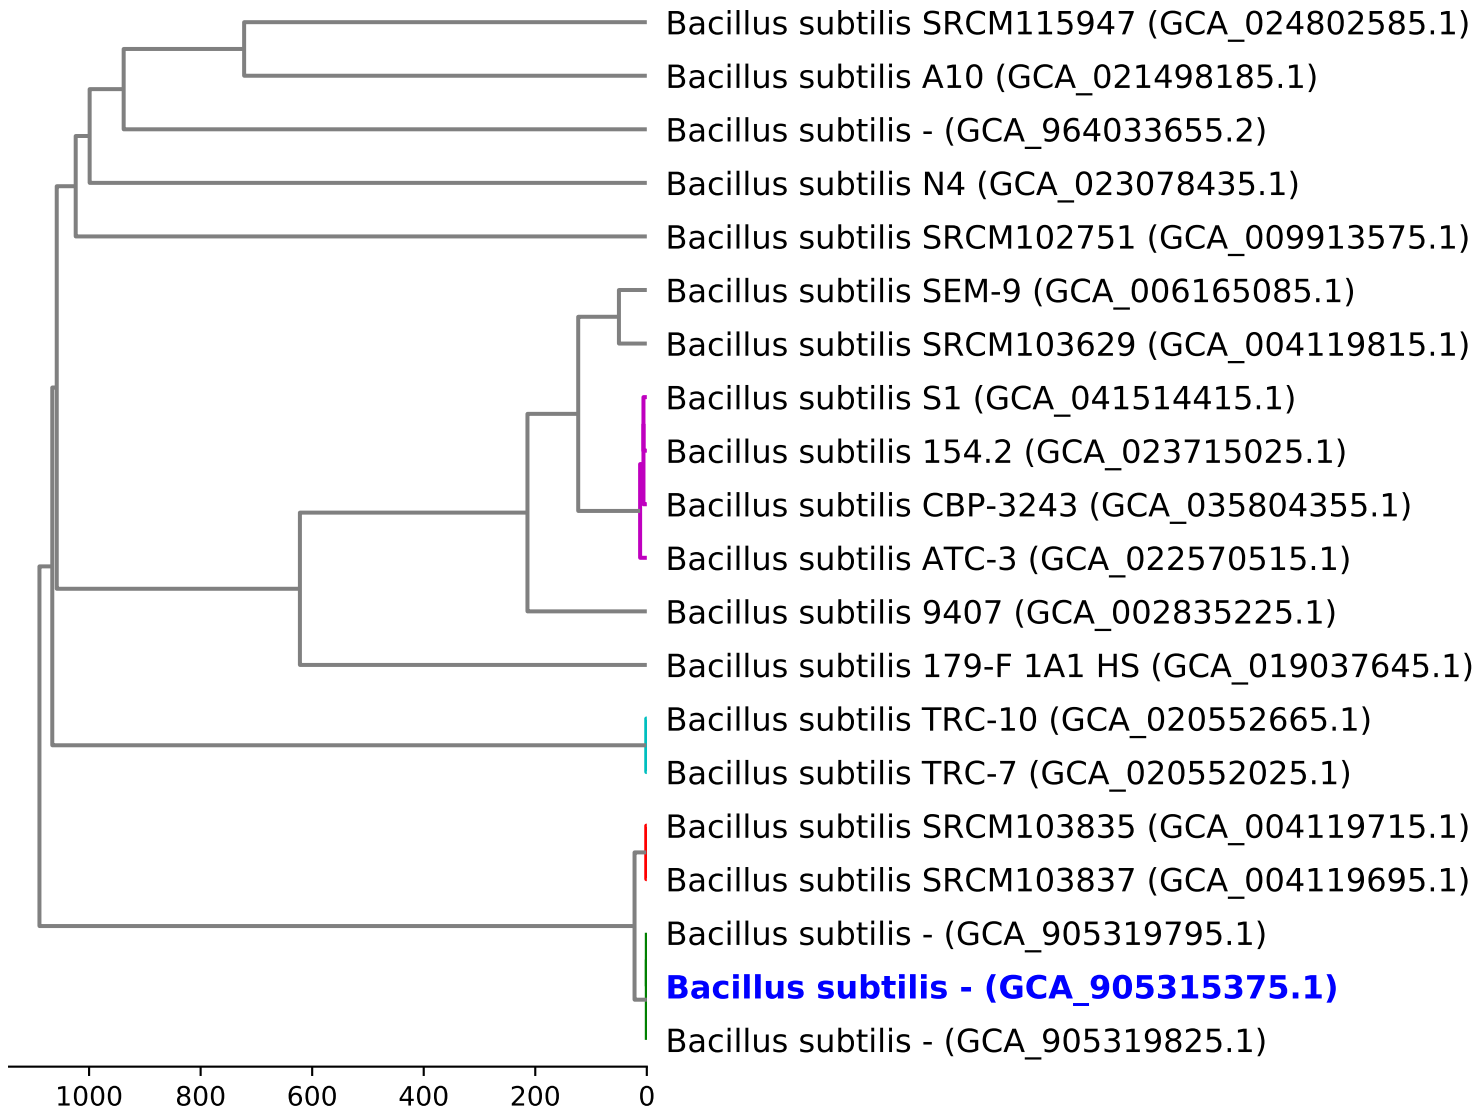 Bacillus subtilis SRCM115947 (GCA_024802585.1)
Bacillus subtilis A10 (GCA_021498185.1)
Bacillus subtilis - (GCA_964033655.2)
Bacillus subtilis N4 (GCA_023078435.1)
Bacillus subtilis SRCM102751 (GCA_009913575.1)
Bacillus subtilis SEM-9 (GCA_006165085.1)
Bacillus subtilis SRCM103629 (GCA_004119815.1)
Bacillus subtilis S1 (GCA_041514415.1)
Bacillus subtilis 154.2 (GCA_023715025.1)
Bacillus subtilis CBP-3243 (GCA_035804355.1)
Bacillus subtilis ATC-3 (GCA_022570515.1)
Bacillus subtilis 9407 (GCA_002835225.1)
Bacillus subtilis 179-F 1A1 HS (GCA_019037645.1)
Bacillus subtilis TRC-10 (GCA_020552665.1)
Bacillus subtilis TRC-7 (GCA_020552025.1)
Bacillus subtilis SRCM103835 (GCA_004119715.1)
Bacillus subtilis SRCM103837 (GCA_004119695.1)
Bacillus subtilis - (GCA_905319795.1)
Bacillus subtilis - (GCA_905315375.1)
Bacillus subtilis - (GCA_905319825.1)
1000 800 600 400 200 0